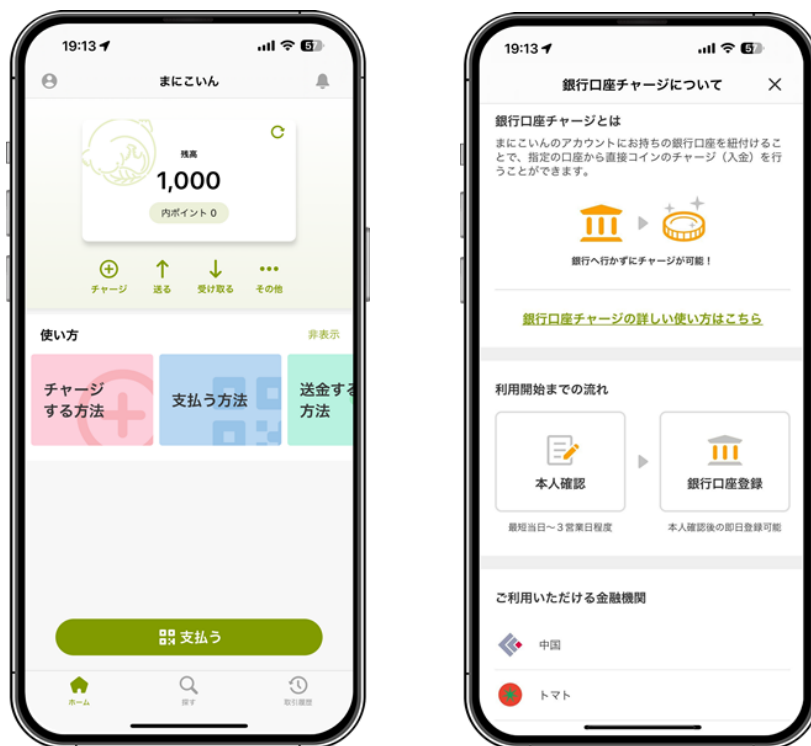 19:13
57
まにこいん
残高
1,000
内ポイント 0
チャージ
送る
受け取る
その他
使い方
非表示
チャージ
する方法
支払う方法
送金する
方法
支払う
ホーム
探す
取引履歴
19:13
57
銀行口座チャージについて
銀行口座チャージとは
まにこいんのアカウントにお持ちの銀行口座を紐付けるこ
とで、指定の口座から直接コインのチャージ（入金）を行
うことができます。
銀行へ行かずにチャージが可能！
銀行口座チャージの詳しい使い方はこちら
利用開始までの流れ
本人確認
銀行口座登録
最短当日〜３営業日程度
本人確認後の即日登録可能
ご利用いただける金融機関
中国
トマト